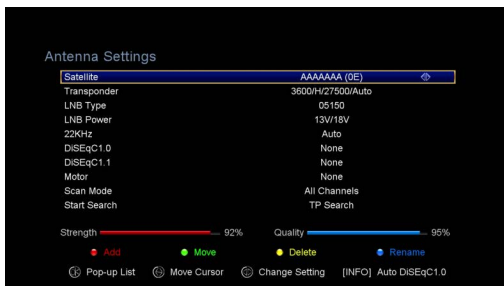 Antenna Settings
Satellite AAAAAAA (0E)
Transponder 3600/H/27500/Auto
LNB Type 05150
LNB Power 13V/18V
22KHz Auto
DiSEqC1.0 None
DiSEqC1.1 None
Motor None
Scan Mode All Channels
Start Search TP Search
Strength 92% Quality 95%
Add Move Delete Rename
Pop-up List Move Cursor Change Setting [INFO] Auto DiSEqC1.0